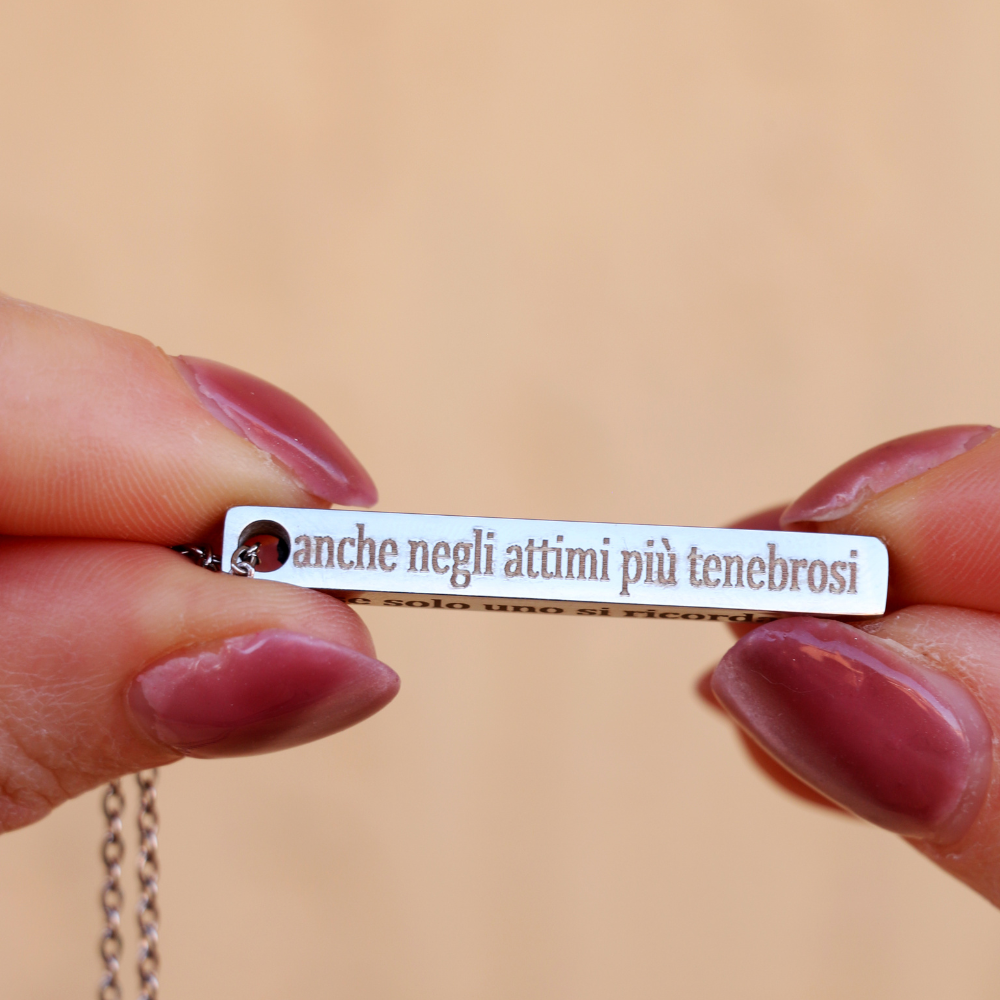 anche negli attimi più tenebrosi
solo uno si ricorda